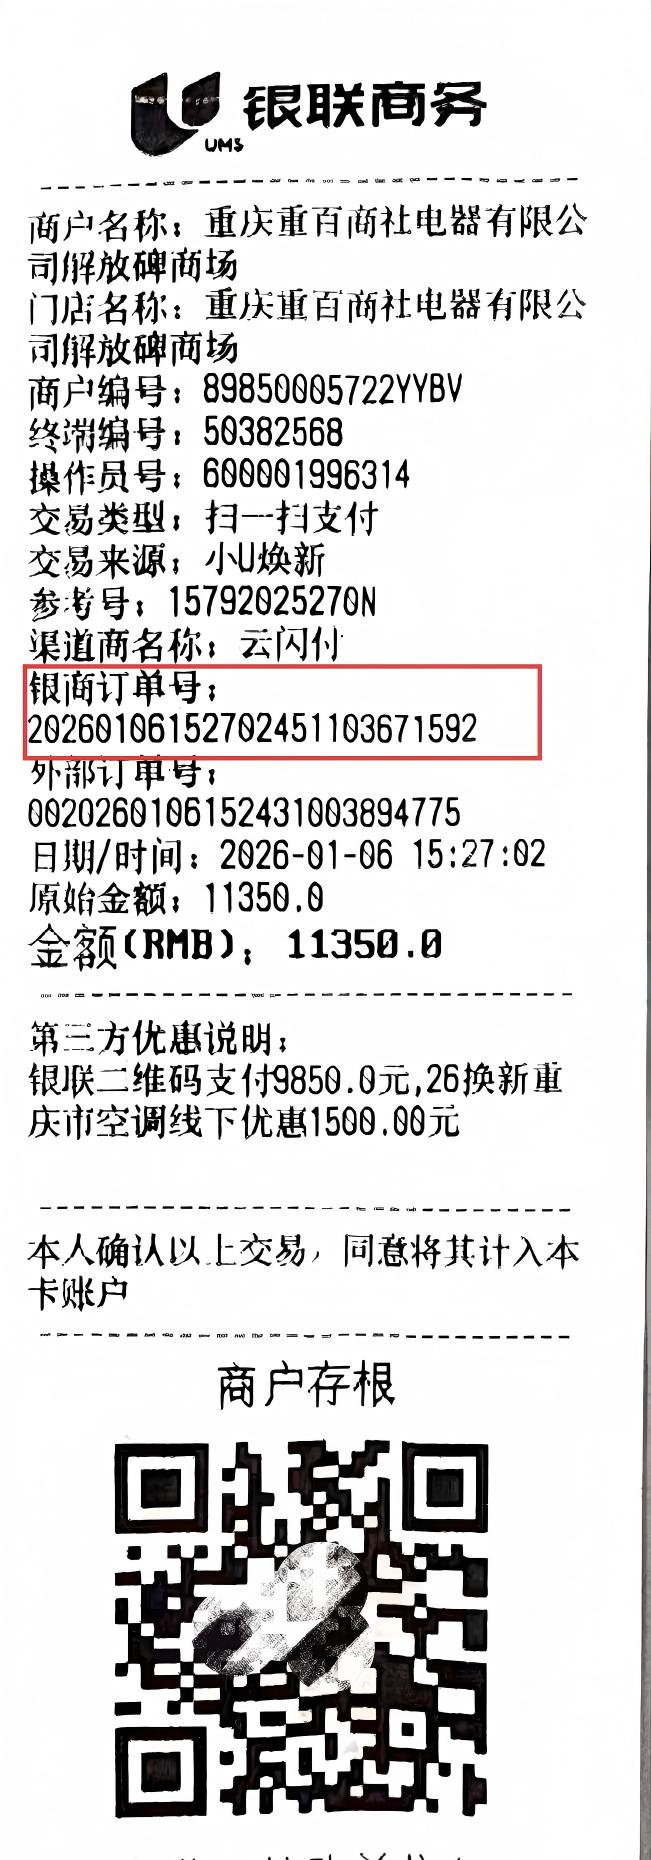 银联商务
UMS
商户名称：重庆重百商社电器有限公
司解放碑商场
门店名称：重庆重百商社电器有限公
司解放碑商场
商户编号：89850005722YYBV
终端编号：50382568
操作员号：600001996314
交易类型：扫一扫支付
交易来源：小U焕新
参考号：15792025270N
渠道商名称：云闪付
银商订单号：
20260106152702451103671592
外部订单号：
002026010615243100389­4775
日期/时间：2026-01-06 15:27:02
原始金额：11350.0
金额(RMB)：11350.0
第三方优惠说明：
银联二维码支付9850.0元,26换新重
庆市空调线下优惠1500.00元
本人确认以上交易，同意将其计入本
卡账户
商户存根